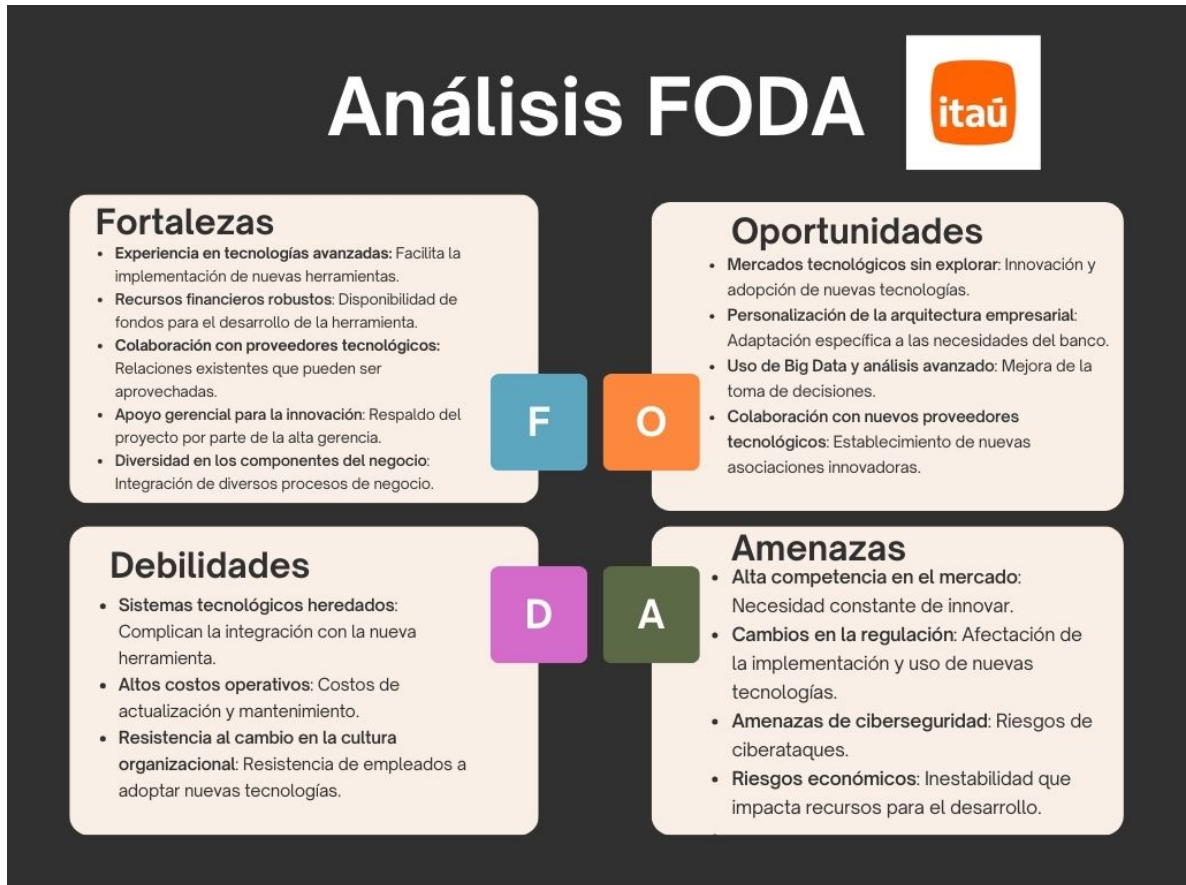 Análisis FODA
itaú
Fortalezas
• Experiencia en tecnologías avanzadas: Facilita la
implementación de nuevas herramientas.
• Recursos financieros robustos: Disponibilidad de
fondos para el desarrollo de la herramienta.
• Colaboración con proveedores tecnológicos:
Relaciones existentes que pueden ser
aprovechadas.
• Apoyo gerencial para la innovación: Respaldo del
proyecto por parte de la alta gerencia.
• Diversidad en los componentes del negocio:
Integración de diversos procesos de negocio.
F
O
Oportunidades
• Mercados tecnológicos sin explorar: Innovación y
adopción de nuevas tecnologías.
• Personalización de la arquitectura empresarial:
Adaptación específica a las necesidades del banco.
• Uso de Big Data y análisis avanzado: Mejora de la
toma de decisiones.
• Colaboración con nuevos proveedores
tecnológicos: Establecimiento de nuevas
asociaciones innovadoras.
Debilidades
• Sistemas tecnológicos heredados:
Complican la integración con la nueva
herramienta.
• Altos costos operativos: Costos de
actualización y mantenimiento.
• Resistencia al cambio en la cultura
organizacional: Resistencia de empleados a
adoptar nuevas tecnologías.
D
A
Amenazas
• Alta competencia en el mercado:
Necesidad constante de innovar.
• Cambios en la regulación: Afectación de
la implementación y uso de nuevas
tecnologías.
• Amenazas de ciberseguridad: Riesgos de
ciberataques.
• Riesgos económicos: Inestabilidad que
impacta recursos para el desarrollo.